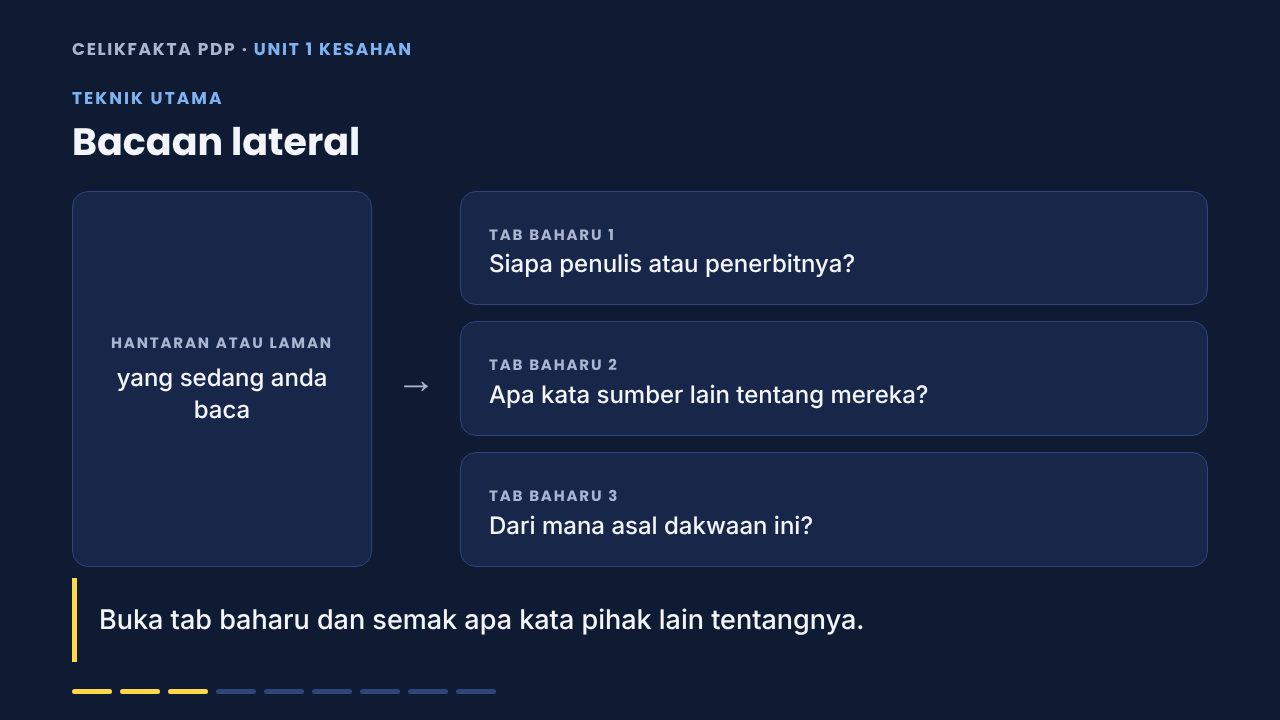 CELIKFAKTA PDP · UNIT 1 KESAHAN
TEKNIK UTAMA
Bacaan lateral
HANTARAN ATAU LAMAN
yang sedang anda
baca
→
TAB BAHARU 1
Siapa penulis atau penerbitnya?
TAB BAHARU 2
Apa kata sumber lain tentang mereka?
TAB BAHARU 3
Dari mana asal dakwaan ini?
Buka tab baharu dan semak apa kata pihak lain tentangnya.